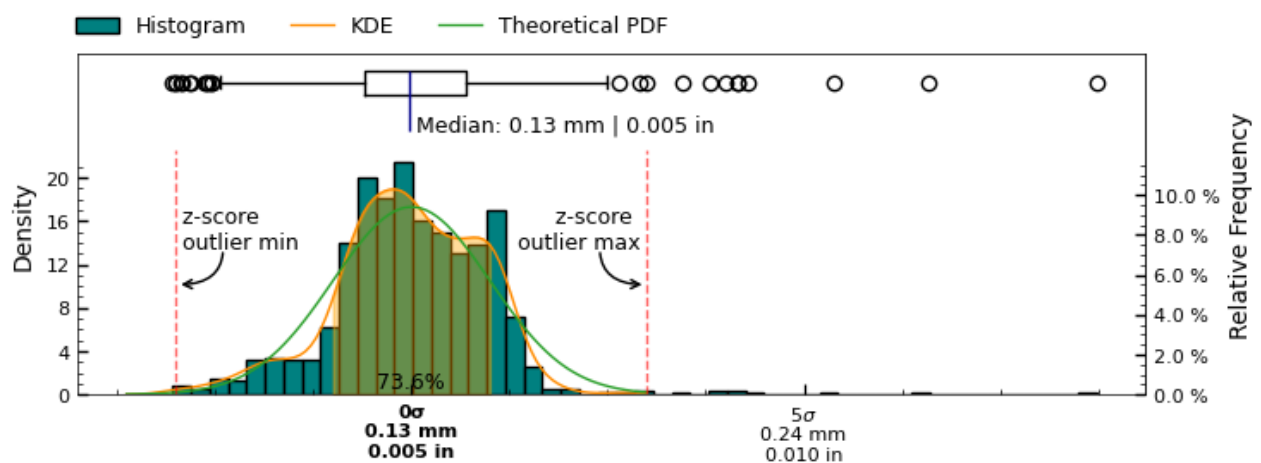 Histogram KDE Theoretical PDF
Median: 0.13 mm | 0.005 in
Density
20
16
12
8
4
0
z-score
outlier min
z-score
outlier max
73.6%
10.0 %
8.0 %
6.0 %
4.0 %
2.0 %
0.0 %
Relative Frequency
0σ
0.13 mm
0.005 in
5σ
0.24 mm
0.010 in